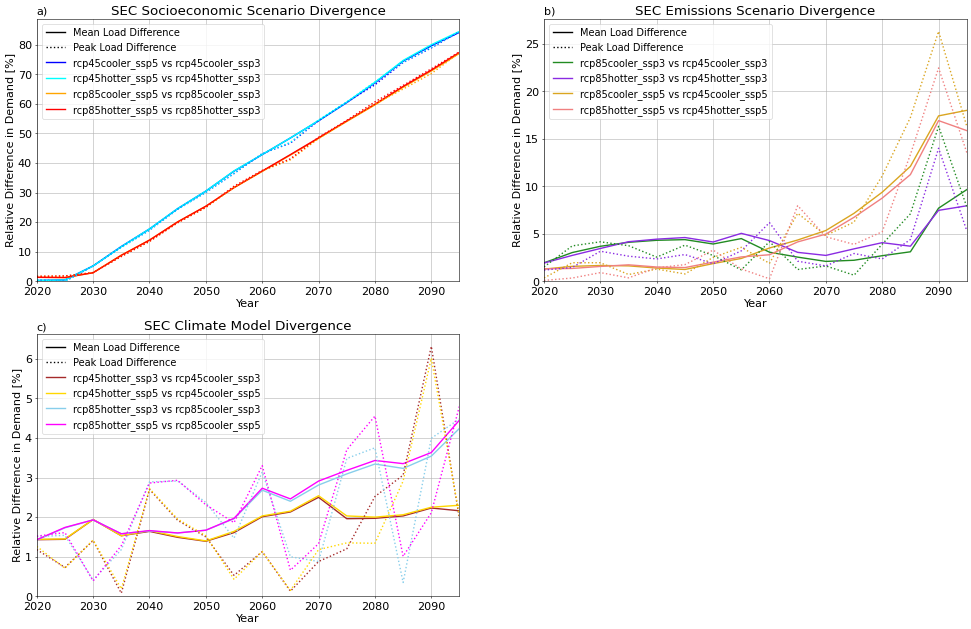 a)
SEC Socioeconomic Scenario Divergence
Mean Load Difference
Peak Load Difference
rcp45cooler_ssp5 vs rcp45cooler_ssp3
rcp45hotter_ssp5 vs rcp45hotter_ssp3
rcp85cooler_ssp5 vs rcp85cooler_ssp3
rcp85hotter_ssp5 vs rcp85hotter_ssp3
Relative Difference in Demand [%]
80
70
60
50
40
30
20
10
0
2020 2030 2040 2050 2060 2070 2080 2090
Year
b)
SEC Emissions Scenario Divergence
Mean Load Difference
Peak Load Difference
rcp85cooler_ssp3 vs rcp45cooler_ssp3
rcp85hotter_ssp3 vs rcp45hotter_ssp3
rcp85cooler_ssp5 vs rcp45cooler_ssp5
rcp85hotter_ssp5 vs rcp45hotter_ssp5
Relative Difference in Demand [%]
25
20
15
10
5
0
2020 2030 2040 2050 2060 2070 2080 2090
Year
c)
SEC Climate Model Divergence
Mean Load Difference
Peak Load Difference
rcp45hotter_ssp3 vs rcp45cooler_ssp3
rcp45hotter_ssp5 vs rcp45cooler_ssp5
rcp85hotter_ssp3 vs rcp85cooler_ssp3
rcp85hotter_ssp5 vs rcp85cooler_ssp5
Relative Difference in Demand [%]
6
5
4
3
2
1
0
2020 2030 2040 2050 2060 2070 2080 2090
Year